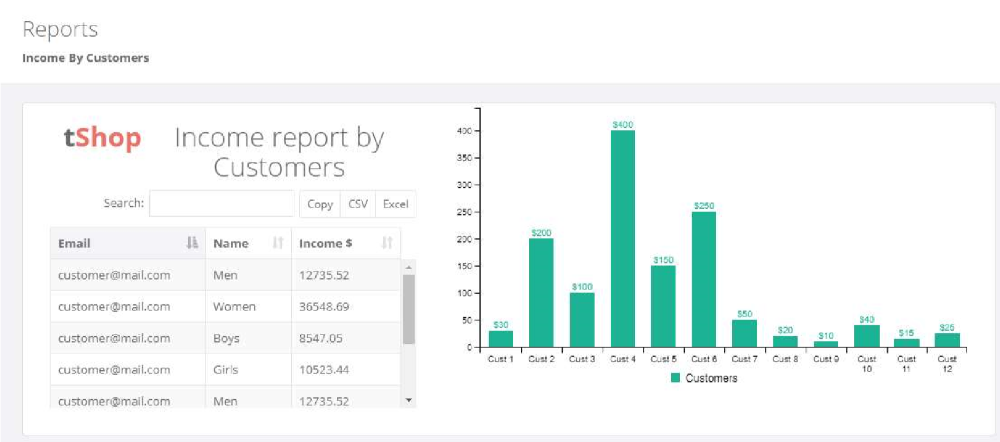 Reports
Income By Customers
tShop Income report by
Customers
Search: Copy CSV Excel
Email Name Income $
customer@mail.com Men 12735.52
customer@mail.com Women 36548.69
customer@mail.com Boys 8547.05
customer@mail.com Girls 10523.44
customer@mail.com Men 12735.52
400
350
300
250
200
150
100
50
0
$30 $200 $100 $400 $150 $250 $50 $20 $10 $40 $15 $25
Cust 1 Cust 2 Cust 3 Cust 4 Cust 5 Cust 6 Cust 7 Cust 8 Cust 9 Cust 10 Cust 11 Cust 12
Customers